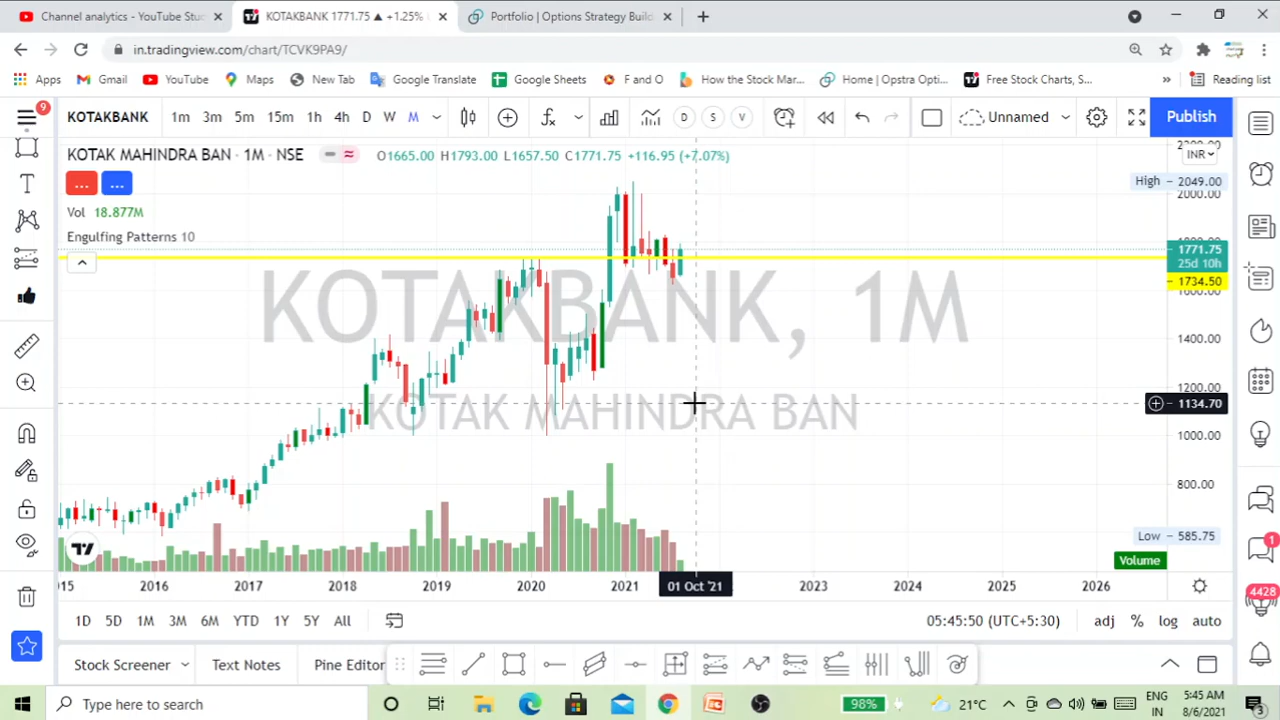 Channel analytics - YouTube Stud
KOTAKBANK 1771.75 ▲ +1.25%
Portfolio | Options Strategy Build
in.tradingview.com/chart/TCVK9PA9/
Apps
Gmail
YouTube
Maps
New Tab
Google Translate
Google Sheets
F and O
How the Stock Mar...
Home | Opstra Opti...
Free Stock Charts, S...
»
Reading list
9
KOTAKBANK
1m 3m 5m 15m 1h 4h D W M
D S V
Unnamed
Publish
KOTAK MAHINDRA BAN · 1M · NSE
O1665.00 H1793.00 L1657.50 C1771.75 +116.95 (+7.07%)
INR
... ...
High - 2049.00
2000.00
Vol 18.877M
Engulfing Patterns 10
1771.75
25d 10h
1734.50
KOTAKBANK, 1M
KOTAK MAHINDRA BAN
1400.00
1200.00
1134.70
1000.00
800.00
Low - 585.75
Volume
2016 2017 2018 2019 2020 2021 01 Oct '21 2023 2024 2025 2026
1D 5D 1M 3M 6M YTD 1Y 5Y All
05:45:50 (UTC+5:30)
adj % log auto
1
4428
Stock Screener
Text Notes
Pine Editor
Type here to search
98%
21°C
ENG
IN
5:45 AM
8/6/2021
3